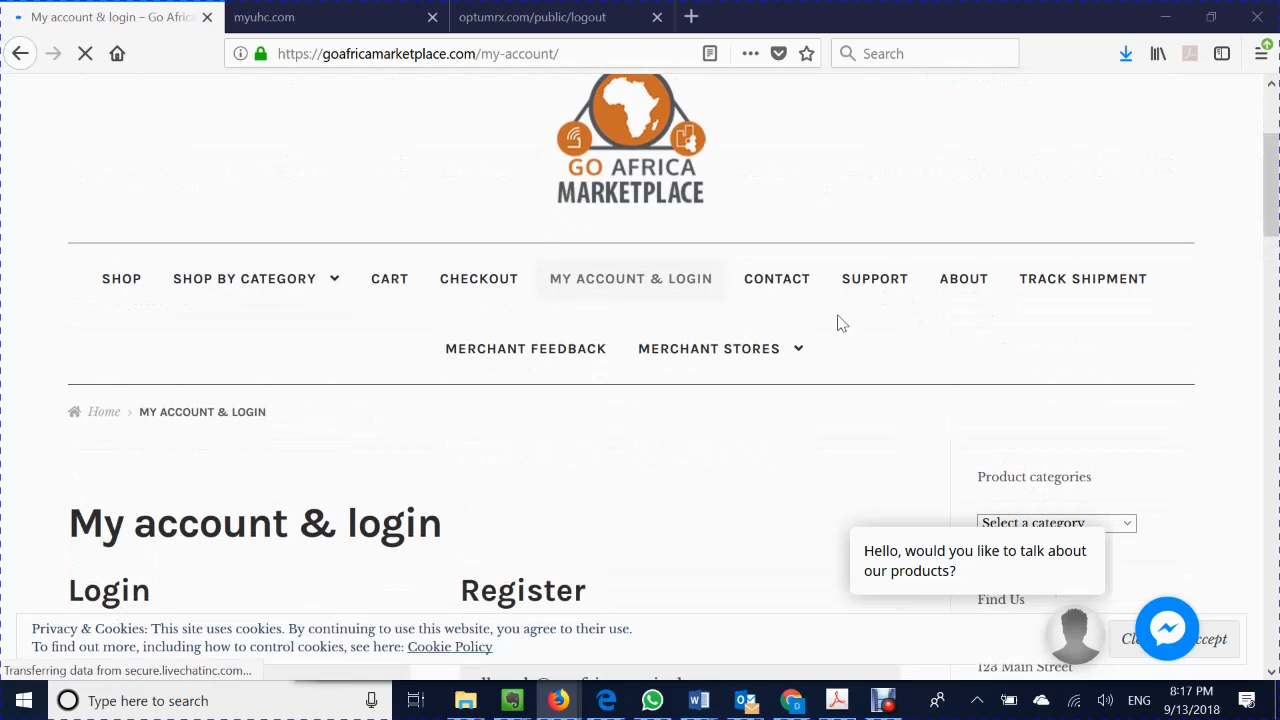 My account & login – Go Afric
myuhc.com
optumrx.com/public/logout
https://goafricamarketplace.com/my-account/
Search
GO AFRICA
MARKETPLACE
SHOP SHOP BY CATEGORY CART CHECKOUT MY ACCOUNT & LOGIN CONTACT SUPPORT ABOUT TRACK SHIPMENT
MERCHANT FEEDBACK MERCHANT STORES
Home MY ACCOUNT & LOGIN
Product categories
My account & login
Select a category
Hello, would you like to talk about
our products?
Login Register
Find Us
Privacy & Cookies: This site uses cookies. By continuing to use this website, you agree to their use.
To find out more, including how to control cookies, see here: Cookie Policy
123 Main Street
Transferring data from secure.livechatinc.com...
Type here to search
ENG
8:17 PM
9/13/2018